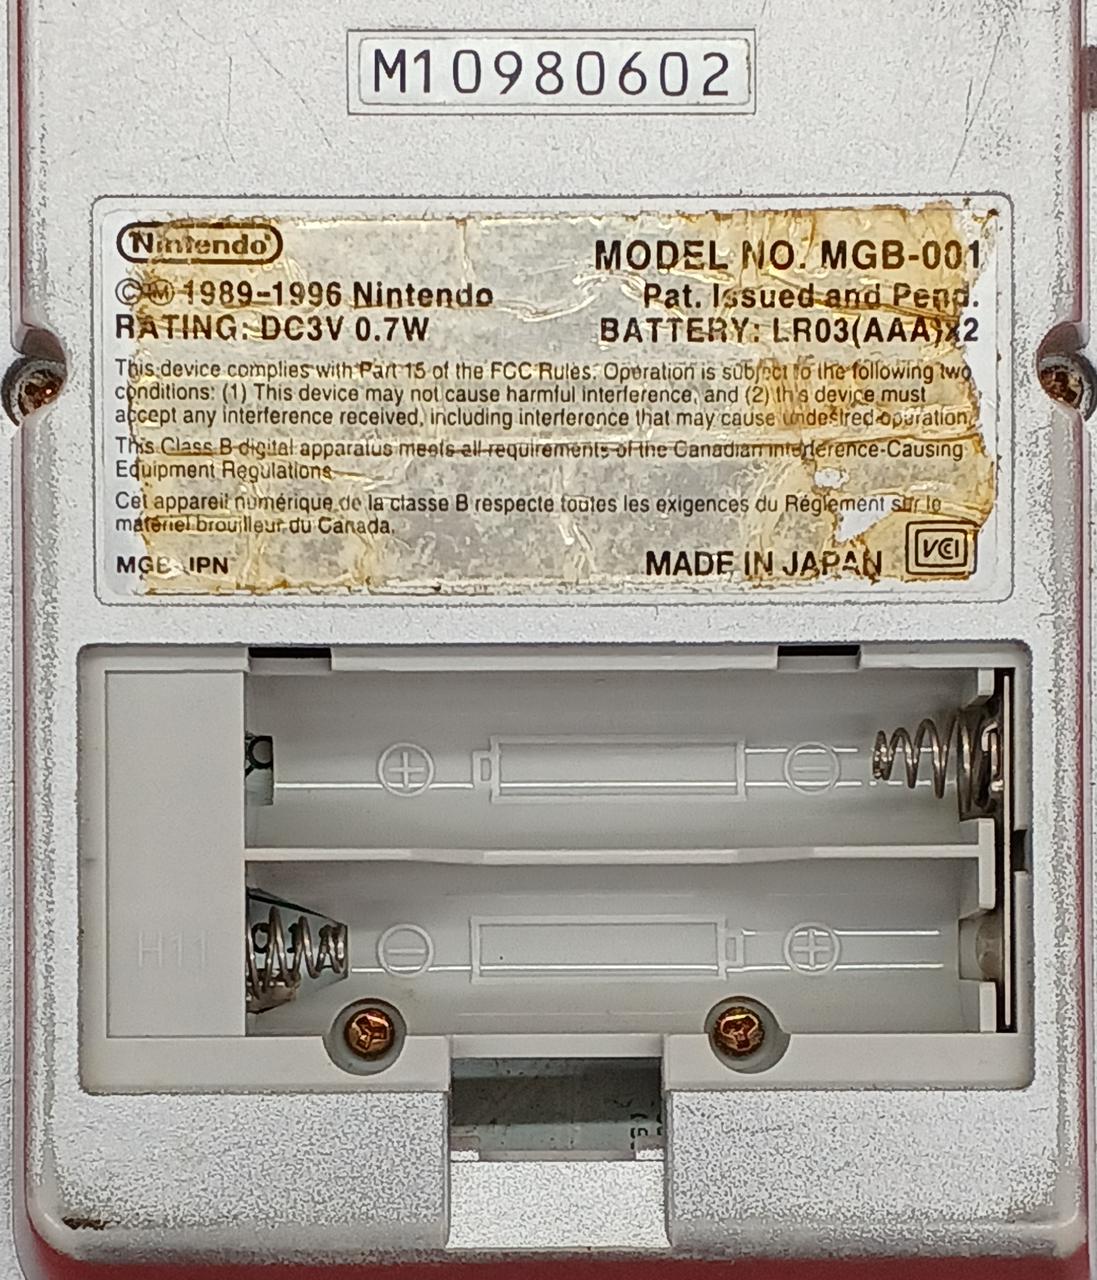 M10980602
Nintendo®
MODEL NO. MGB-001
©Ⓜ 1989-1996 Nintendo
Pat. Issued and Pend.
RATING: DC3V 0.7W
BATTERY: LR03(AAA)x2
This device complies with Part 15 of the FCC Rules. Operation is subject to the following two
conditions: (1) This device may not cause harmful interference, and (2) this device must
accept any interference received, including interference that may cause undesired operation.
This Class B digital apparatus meets all requirements of the Canadian Interference-Causing
Equipment Regulations
Cet appareil numérique de la classe B respecte toutes les exigences du Réglement sur le
matériel brouilleur du Canada.
MGB-JPN
MADE IN JAPAN
VCI
+
−
H11
−
+